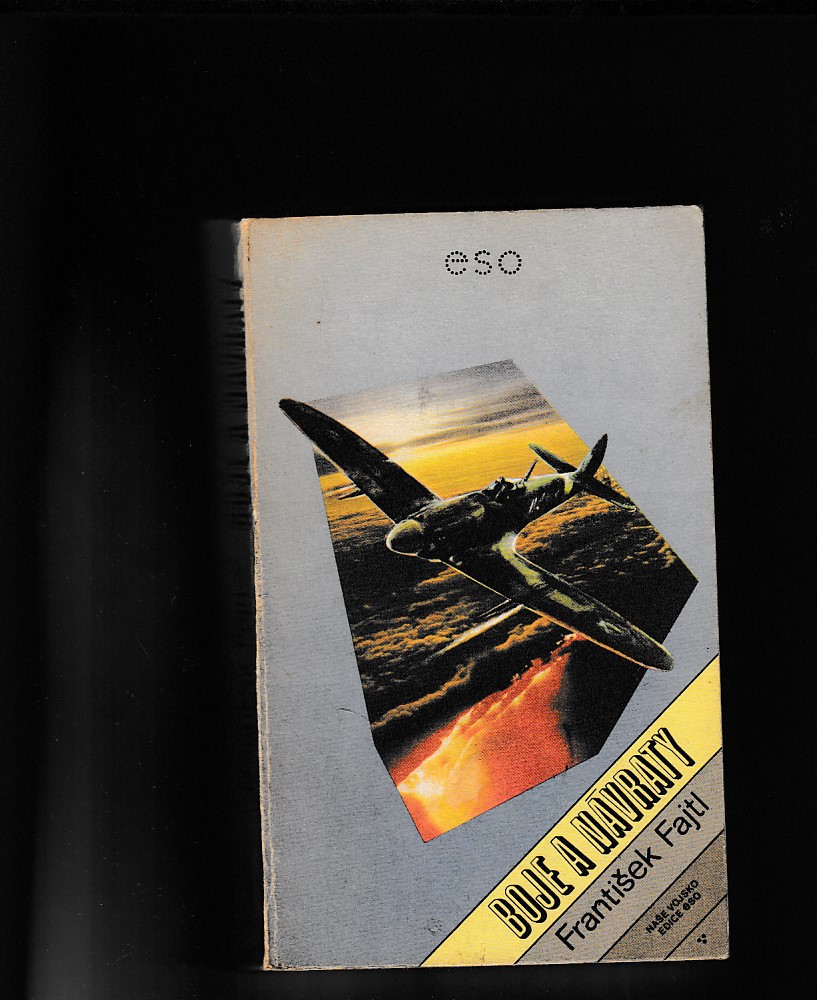 eso
BOJE A NÁVRATY
František Fajtl
NAŠE VOJSKO
EDICE eso